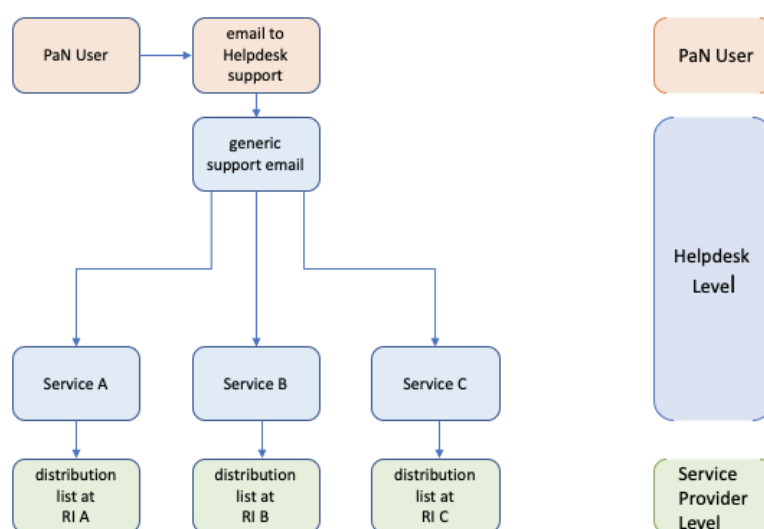 PaN User
email to
Helpdesk
support
PaN User
generic
support email
Helpdesk
Level
Service A
Service B
Service C
distribution
list at
RI A
distribution
list at
RI B
distribution
list at
RI C
Service
Provider
Level